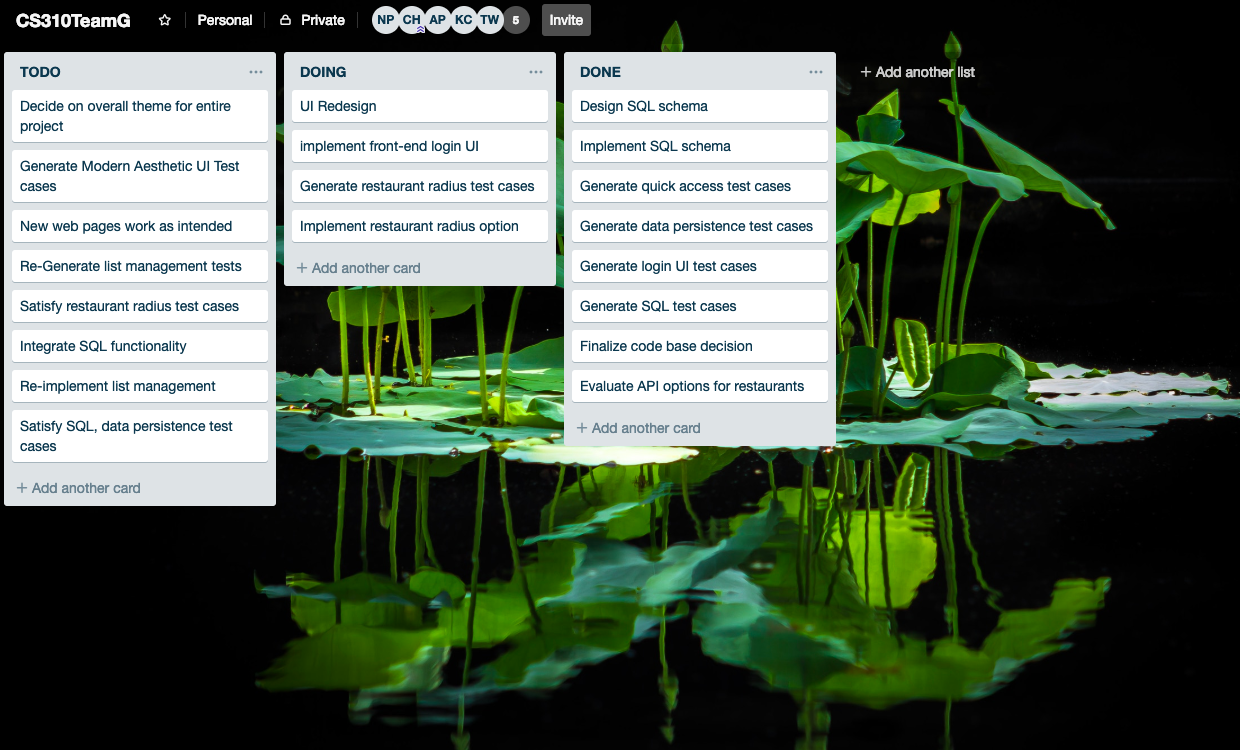 CS310TeamG Personal Private NP CH AP KC TW 5 Invite
TODO
Decide on overall theme for entire
project
Generate Modern Aesthetic UI Test
cases
New web pages work as intended
Re-Generate list management tests
Satisfy restaurant radius test cases
Integrate SQL functionality
Re-implement list management
Satisfy SQL, data persistence test
cases
+ Add another card
DOING
UI Redesign
implement front-end login UI
Generate restaurant radius test cases
Implement restaurant radius option
+ Add another card
DONE
Design SQL schema
Implement SQL schema
Generate quick access test cases
Generate data persistence test cases
Generate login UI test cases
Generate SQL test cases
Finalize code base decision
Evaluate API options for restaurants
+ Add another card
+ Add another list